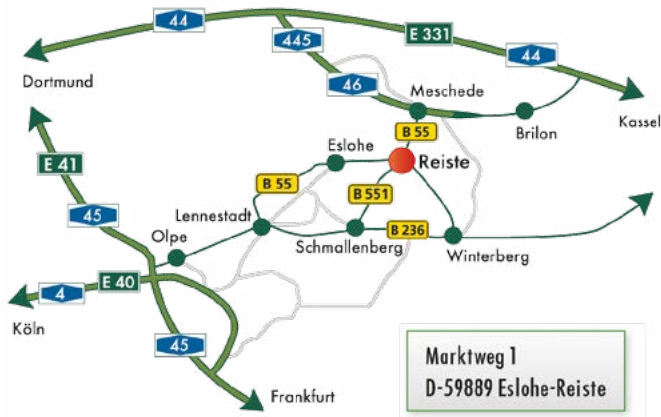 44
445
E 331
44
Dortmund
46
Meschede
Kassel
Brilon
B 55
Eslohe
Reiste
E 41
B 55
B 551
45
Lennestadt
Olpe
Schmallenberg
B 236
Winterberg
E 40
4
Köln
45
Frankfurt
Marktweg 1
D-59889 Eslohe-Reiste